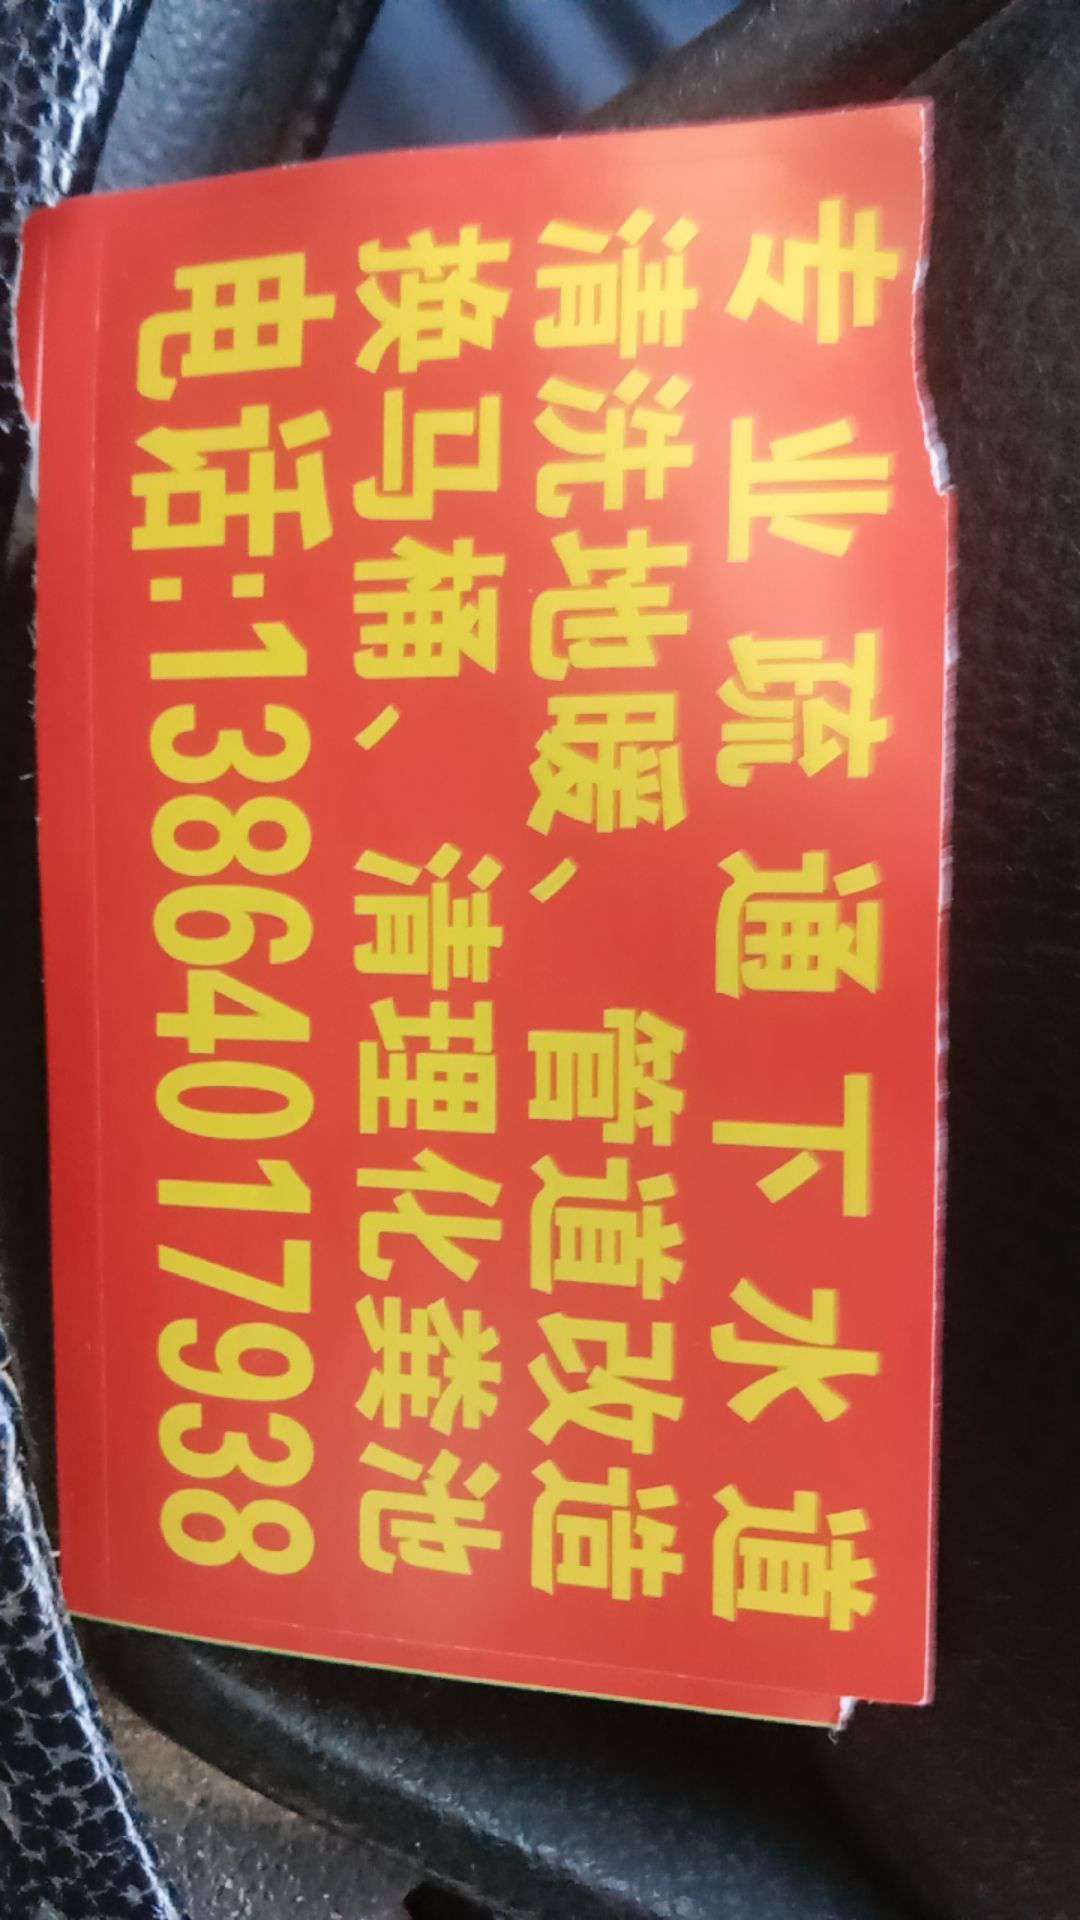 专业疏通下水道
清洗地暖、管道改造
换马桶、清理化粪池
电话:13864017938